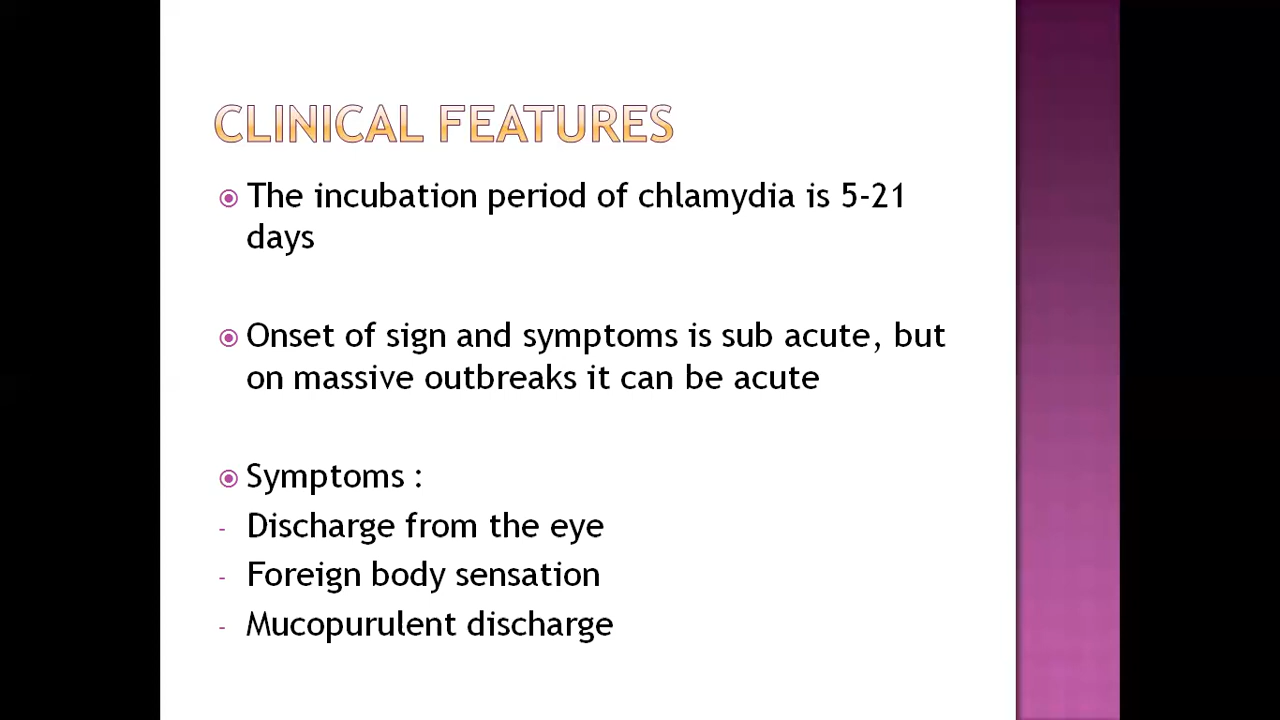 CLINICAL FEATURES
The incubation period of chlamydia is 5-21
days
Onset of sign and symptoms is sub acute, but
on massive outbreaks it can be acute
Symptoms :
- Discharge from the eye
- Foreign body sensation
- Mucopurulent discharge